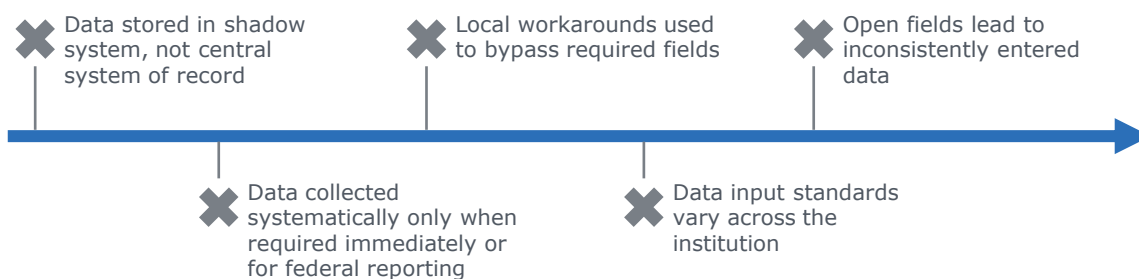 Data stored in shadow
system, not central
system of record
Data collected
systematically only when
required immediately or
for federal reporting
Local workarounds used
to bypass required fields
Data input standards
vary across the
institution
Open fields lead to
inconsistently entered
data